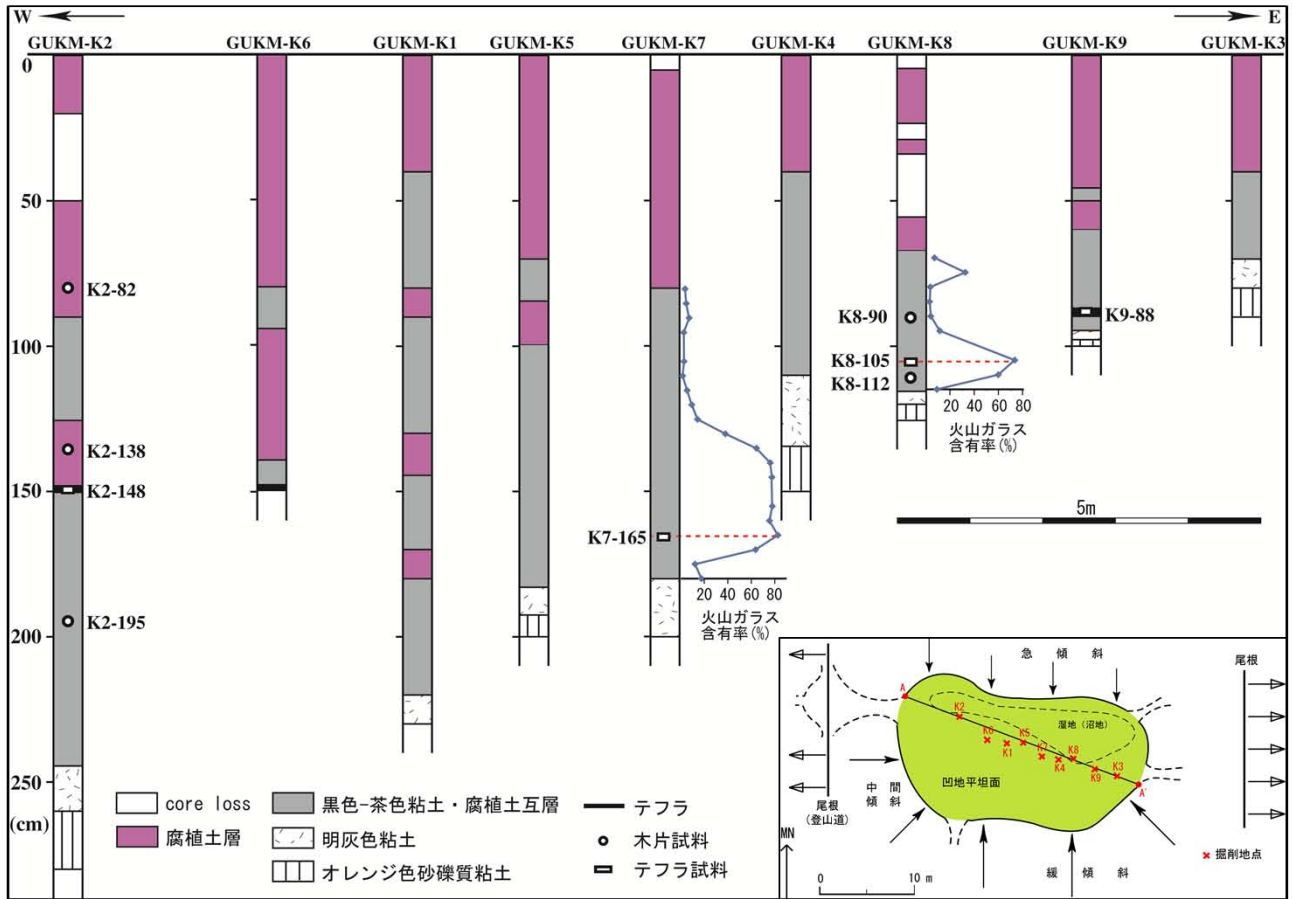 W E
GUKM-K2 GUKM-K6 GUKM-K1 GUKM-K5 GUKM-K7 GUKM-K4 GUKM-K8 GUKM-K9 GUKM-K3
0
50
100
150
200
250
(cm)
K2-82
K2-138
K2-148
K2-195
K7-165
20 40 60 80
火山ガラス
含有率(%)
K8-90
K8-105
K8-112
20 40 60 80
火山ガラス
含有率(%)
K9-88
5m
core loss
腐植土層
黒色-茶色粘土・腐植土互層
明灰色粘土
オレンジ色砂礫質粘土
テフラ
木片試料
テフラ試料
急傾斜
尾根
A
K2
湿地(沼地)
K6
K1
K5
K7
K4
K8
K9
K3
A'
凹地平坦面
中間
傾斜
尾根
(登山道)
MN
0 10 m
緩傾斜
× 掘削地点